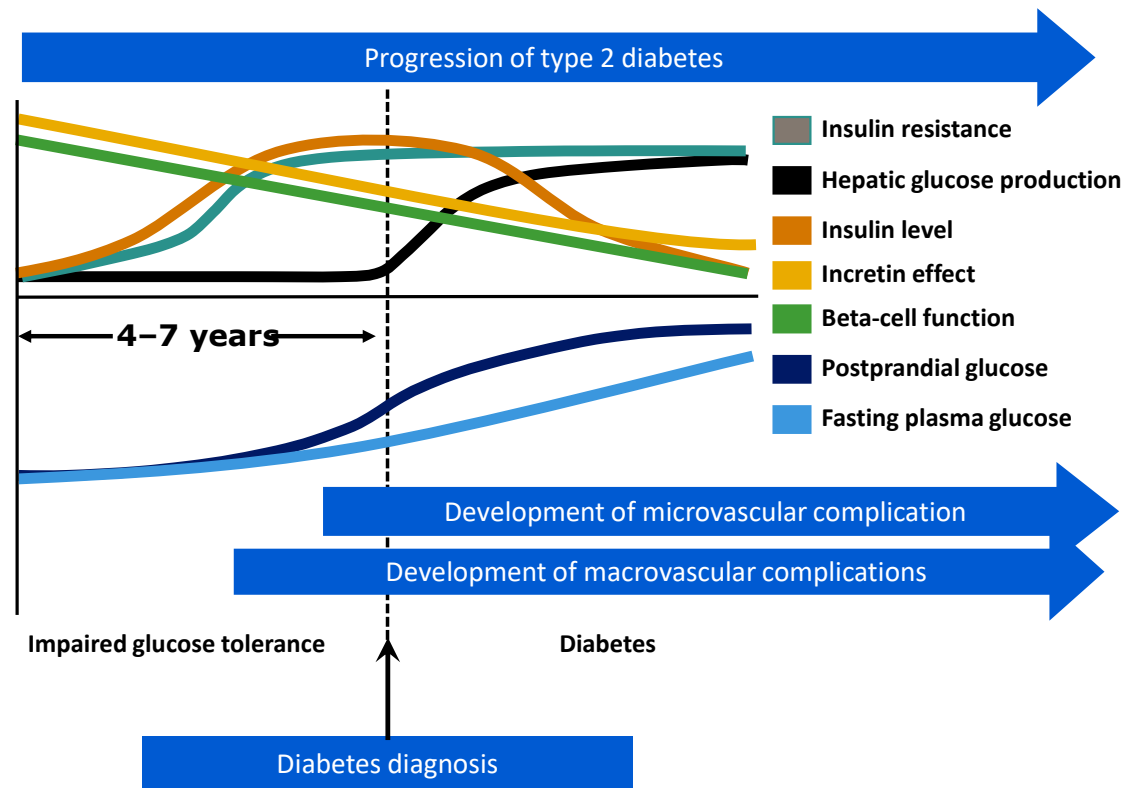 Progression of type 2 diabetes
Insulin resistance
Hepatic glucose production
Insulin level
Incretin effect
Beta-cell function
Postprandial glucose
Fasting plasma glucose
4–7 years
Development of microvascular complication
Development of macrovascular complications
Impaired glucose tolerance
Diabetes
Diabetes diagnosis